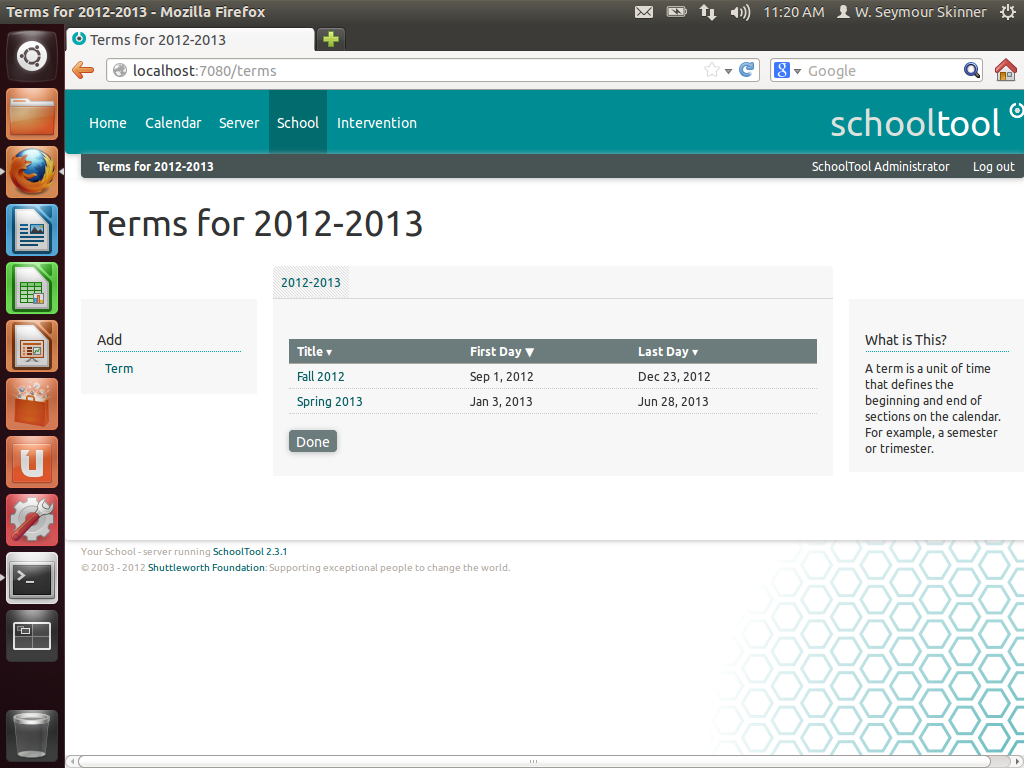 Terms for 2012-2013 - Mozilla Firefox 11:20 AM W. Seymour Skinner
Terms for 2012-2013
localhost:7080/terms Google
Home Calendar Server School Intervention schooltool
Terms for 2012-2013 SchoolTool Administrator Log out
Terms for 2012-2013
2012-2013
Add
Term
Title ▾ First Day ▼ Last Day ▾
Fall 2012 Sep 1, 2012 Dec 23, 2012
Spring 2013 Jan 3, 2013 Jun 28, 2013
Done
What is This?
A term is a unit of time
that defines the
beginning and end of
sections on the calendar.
For example, a semester
or trimester.
Your School - server running SchoolTool 2.3.1
© 2003 - 2012 Shuttleworth Foundation: Supporting exceptional people to change the world.